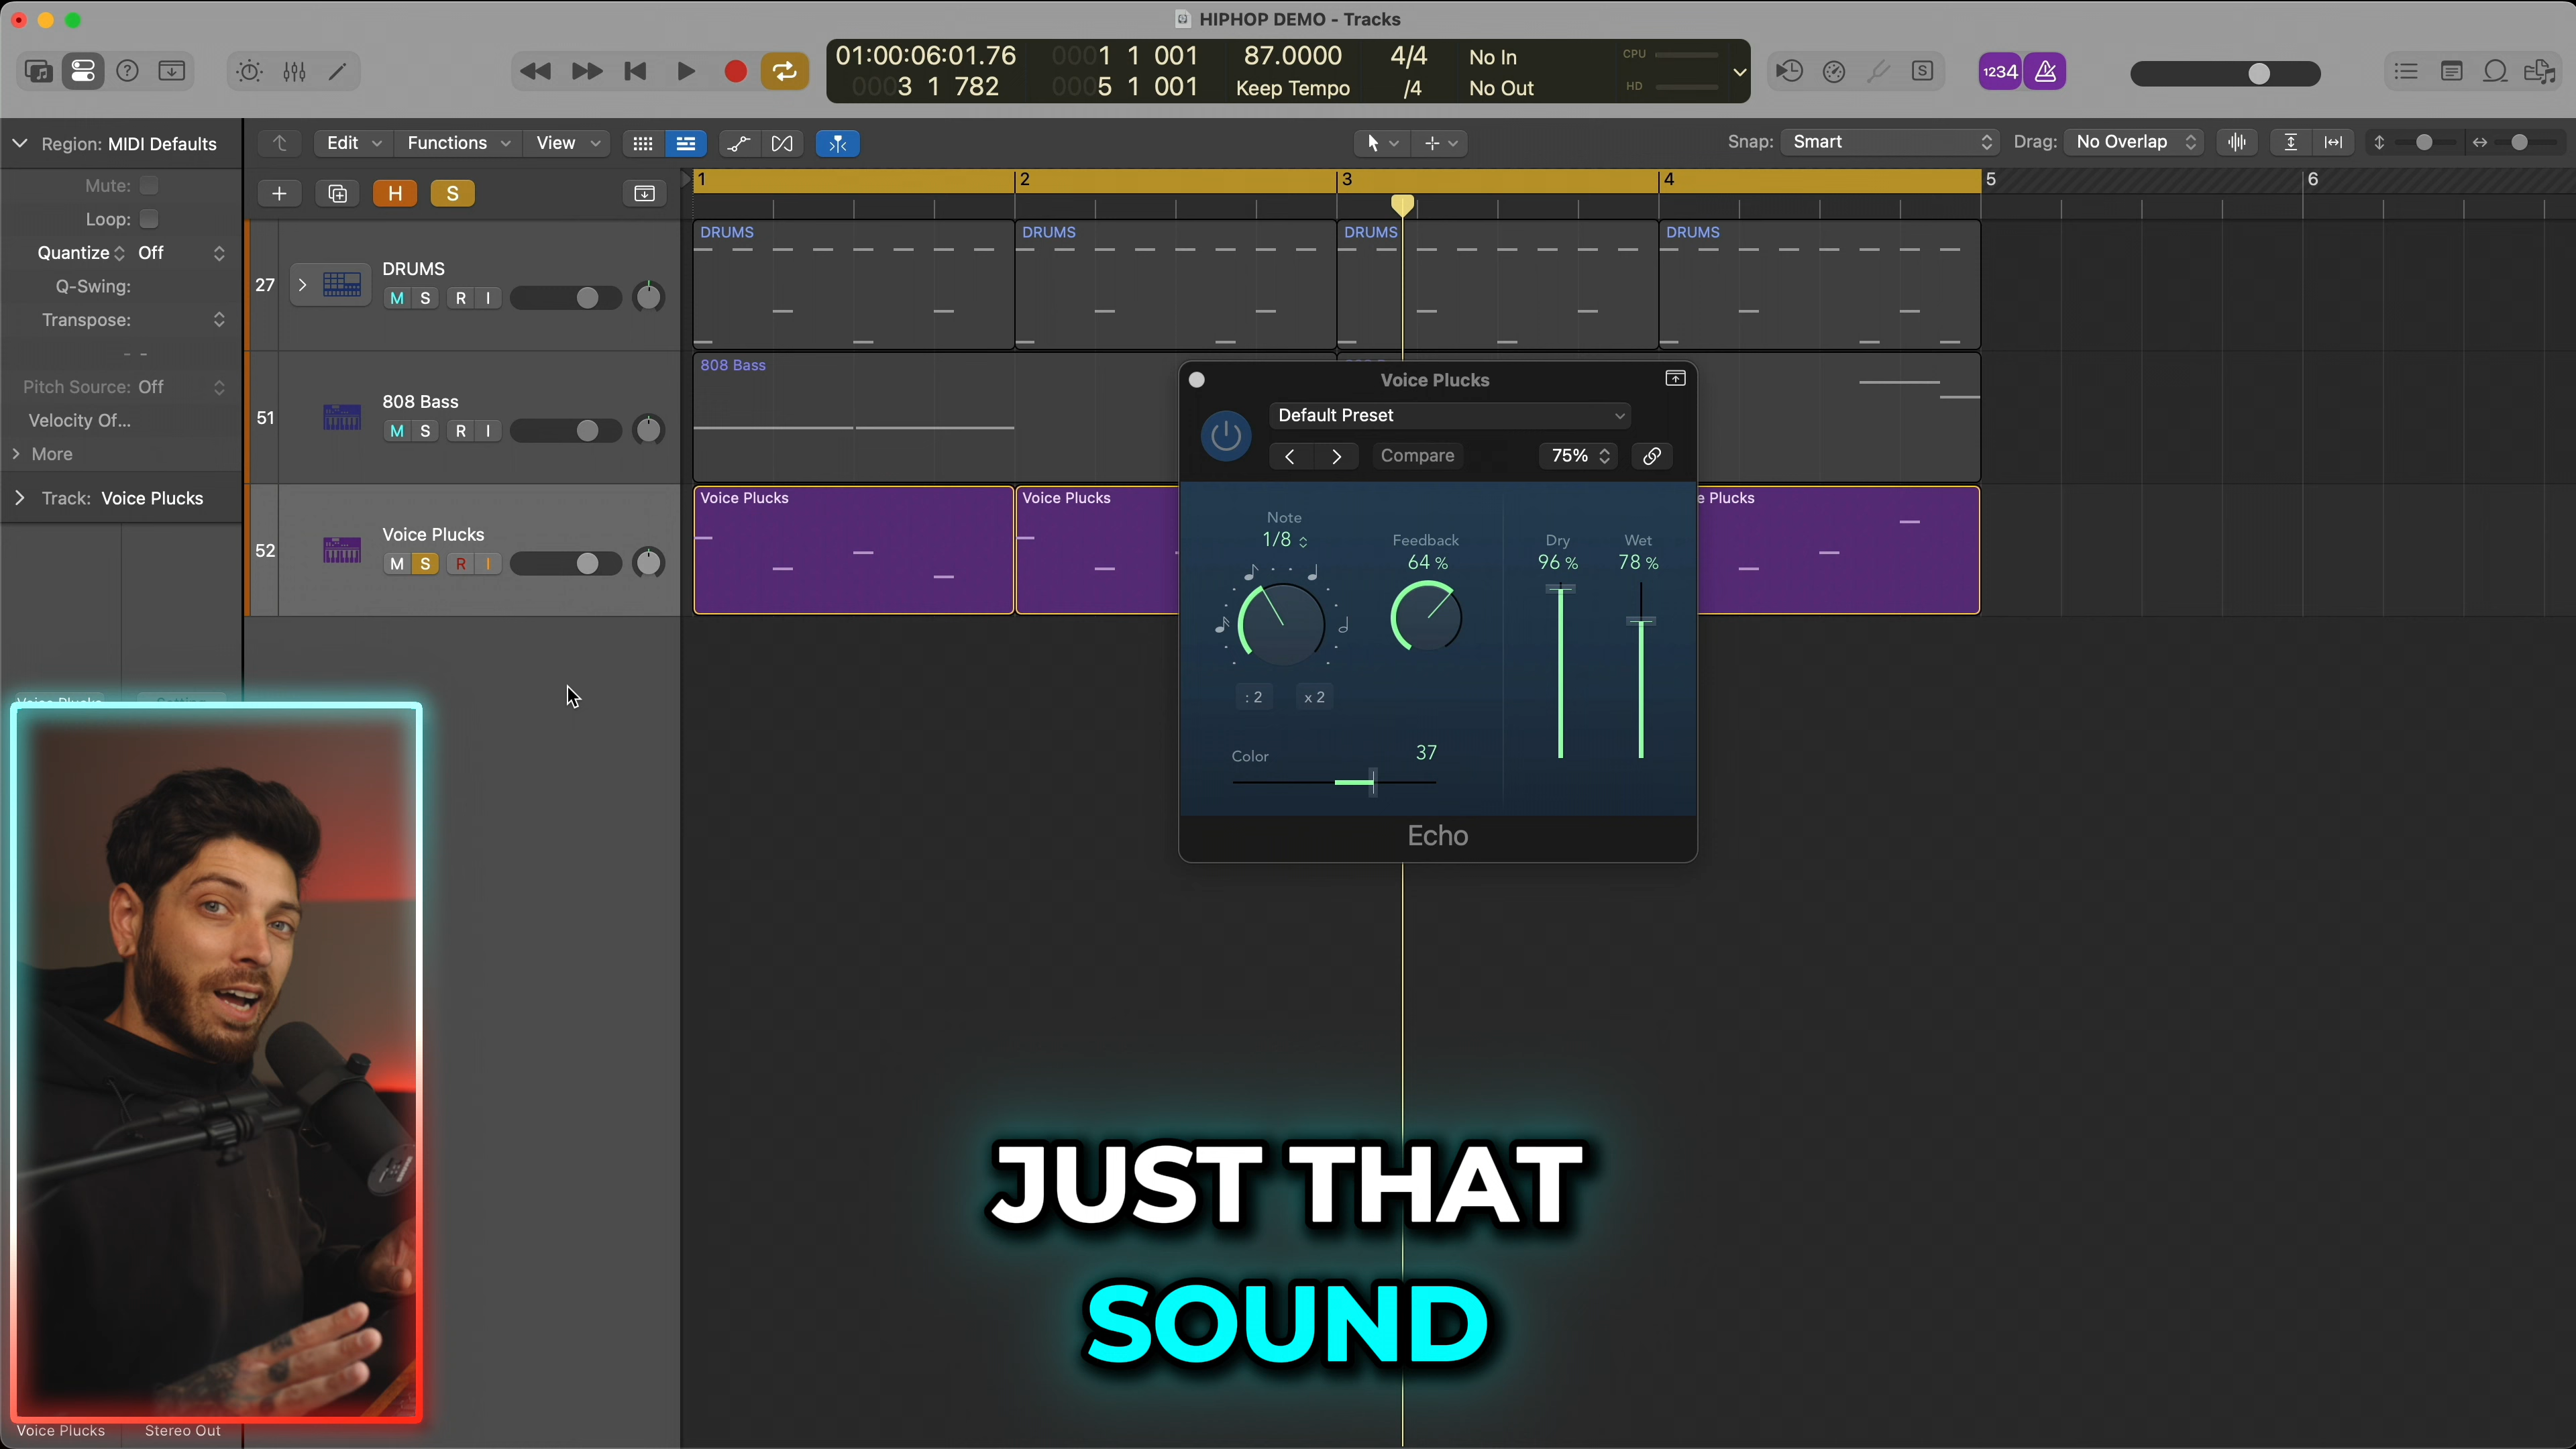 HIPHOP DEMO - Tracks
01:00:06:01.76
0001 1 001
87.0000
4/4
No In
CPU
0003 1 782
0005 1 001
Keep Tempo
/4
No Out
HD
1234
Region: MIDI Defaults
Edit
Functions
View
Snap: Smart
Drag: No Overlap
Mute:
Loop:
Quantize Off
Q-Swing:
Transpose:
Pitch Source: Off
Velocity Of...
More
Track: Voice Plucks
H
S
1
2
3
4
5
6
27
DRUMS
M S R I
DRUMS
DRUMS
DRUMS
DRUMS
51
808 Bass
M S R I
808 Bass
52
Voice Plucks
M S R I
Voice Plucks
Voice Plucks
e Plucks
Voice Plucks
Default Preset
Compare
75%
Note
1/8
Feedback
64 %
Dry
96 %
Wet
78 %
: 2
x 2
Color
37
Echo
JUST THAT
SOUND
Voice Plucks
Stereo Out